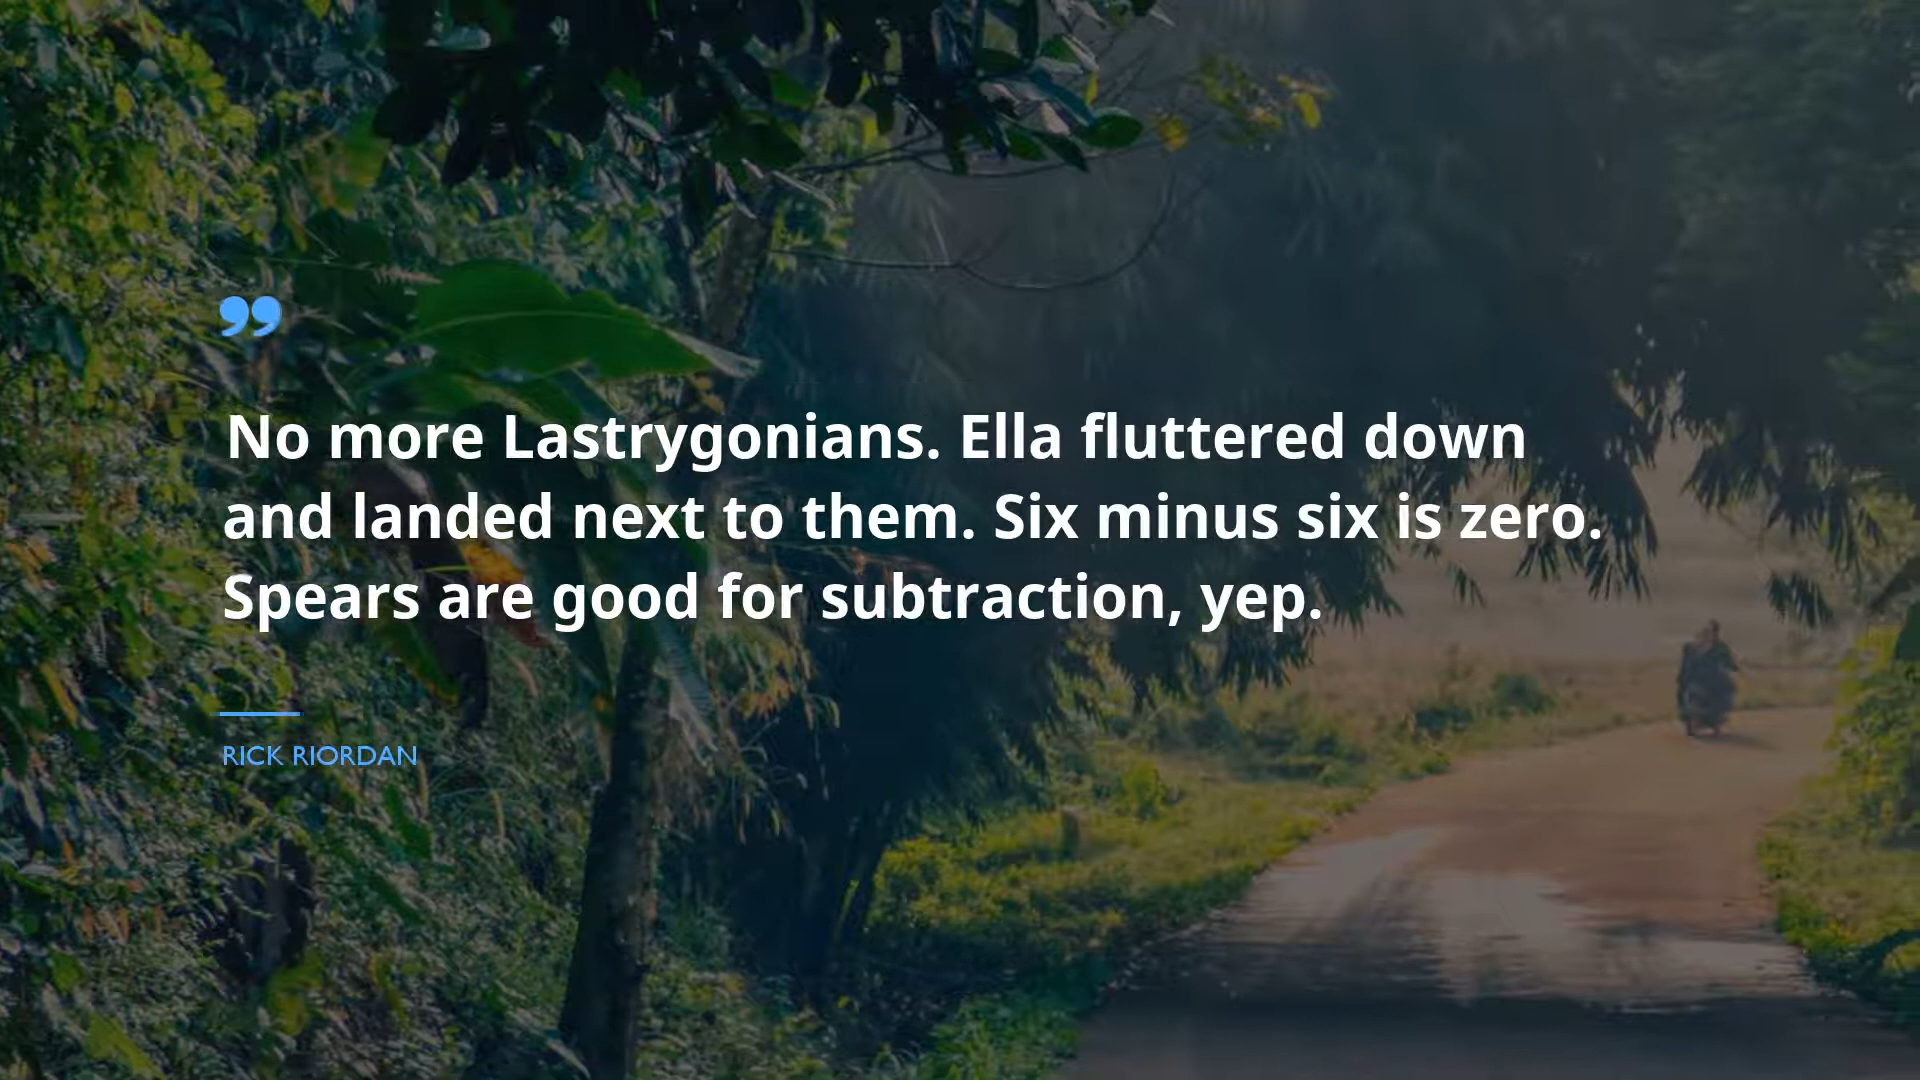 ”
No more Lastrygonians. Ella fluttered down
and landed next to them. Six minus six is zero.
Spears are good for subtraction, yep.
RICK RIORDAN